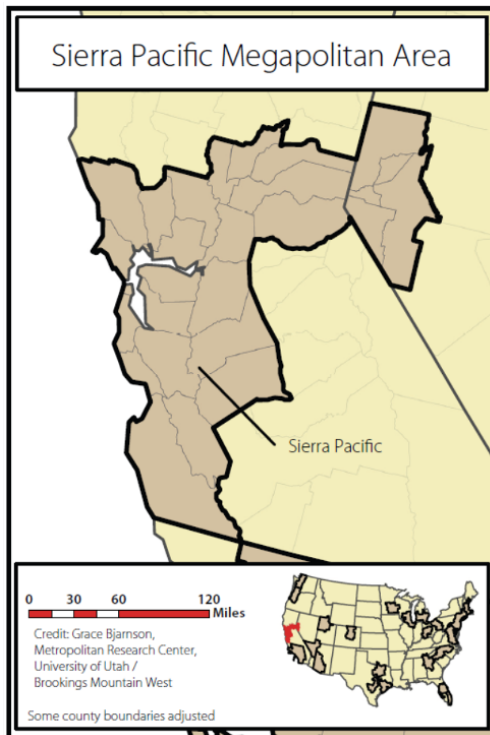 Sierra Pacific Megapolitan Area
Sierra Pacific
0 30 60 120
Miles
Credit: Grace Bjarnson,
Metropolitan Research Center,
University of Utah /
Brookings Mountain West
Some county boundaries adjusted